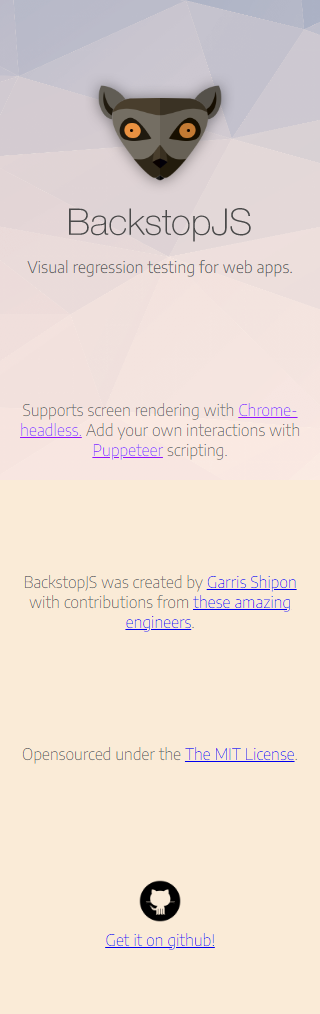 BackstopJS
Visual regression testing for web apps.
Supports screen rendering with Chrome-
headless. Add your own interactions with
Puppeteer scripting.
BackstopJS was created by Garris Shipon
with contributions from these amazing
engineers.
Opensourced under the The MIT License.
Get it on github!